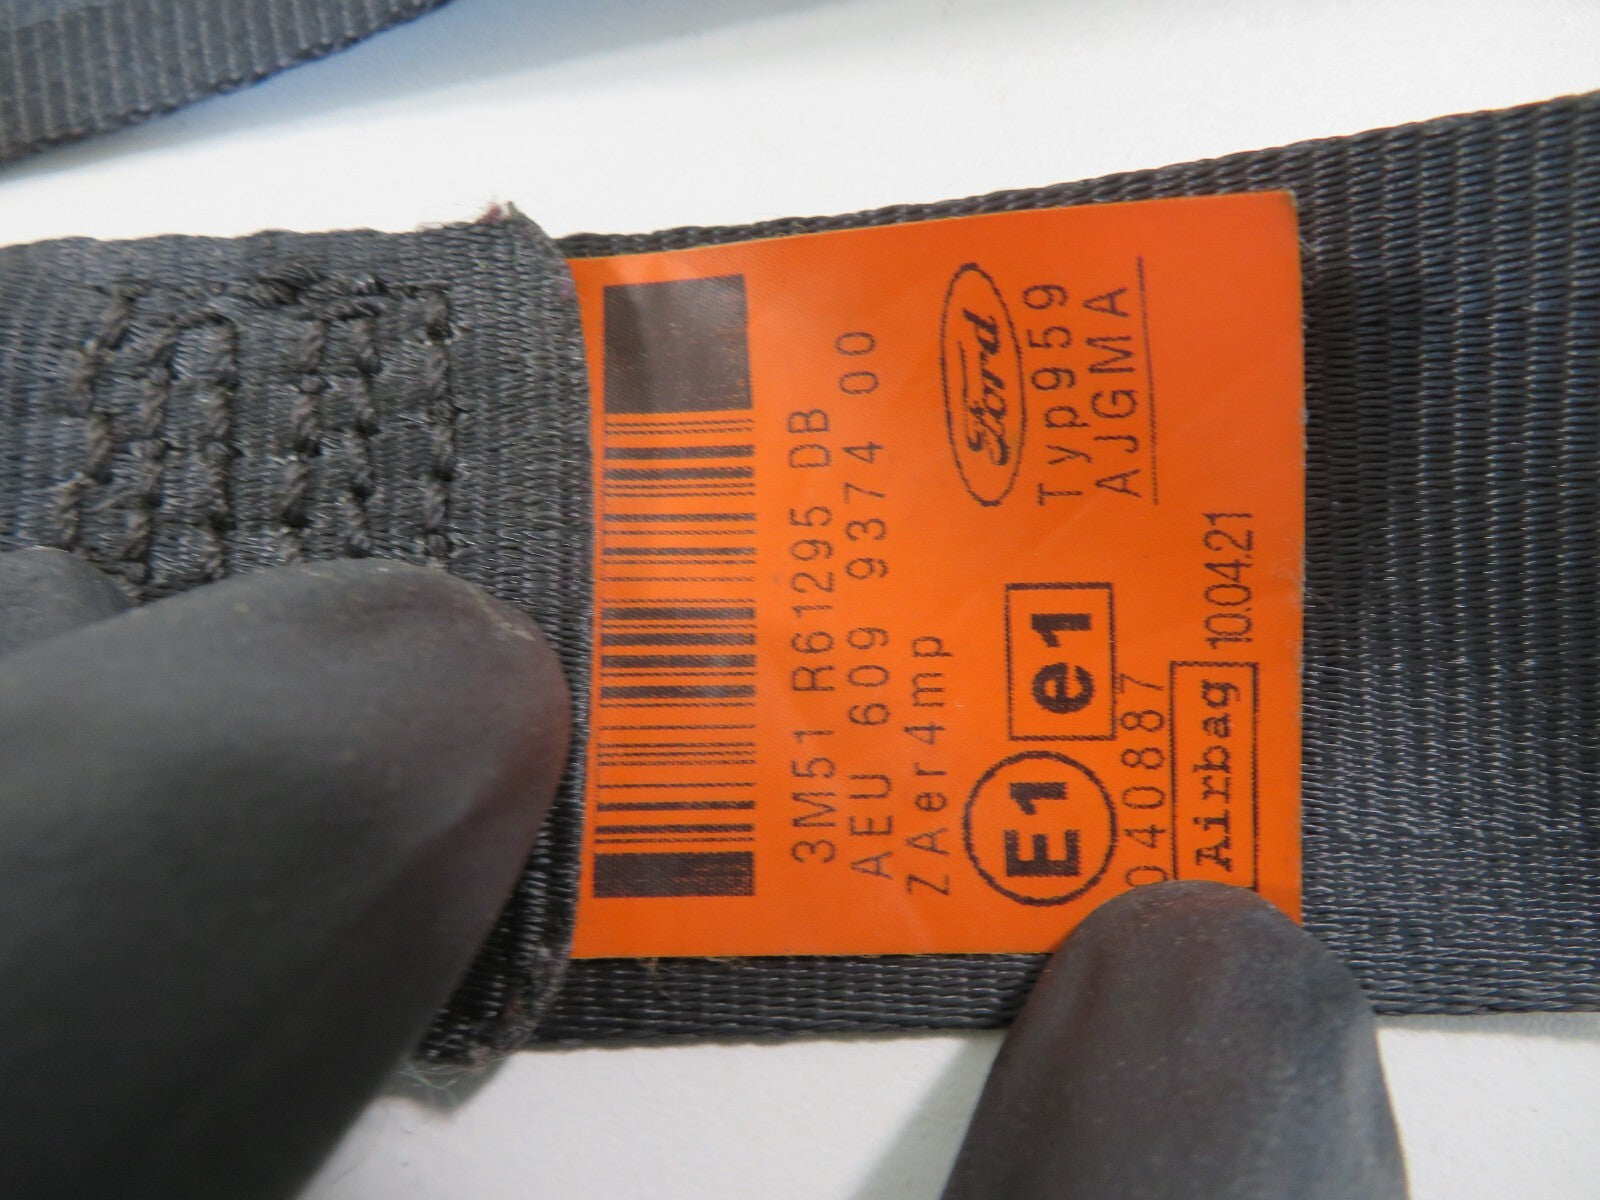 3M51 R61295 DB
AEU 609 9374 00
ZAer4mp
Ford
Typ959
AJGMA
E1
e1
040887
Airbag
10.04.21